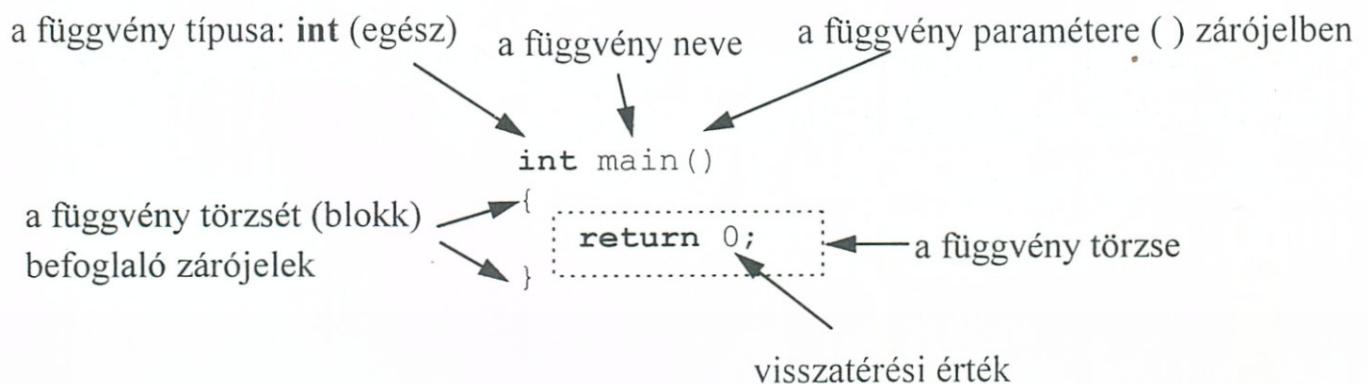 a függvény típusa: int (egész)
a függvény neve
a függvény paramétere ( ) zárójelben
int main()
{
a függvény törzsét (blokk)
befoglaló zárójelek
return 0;
a függvény törzse
}
visszatérési érték